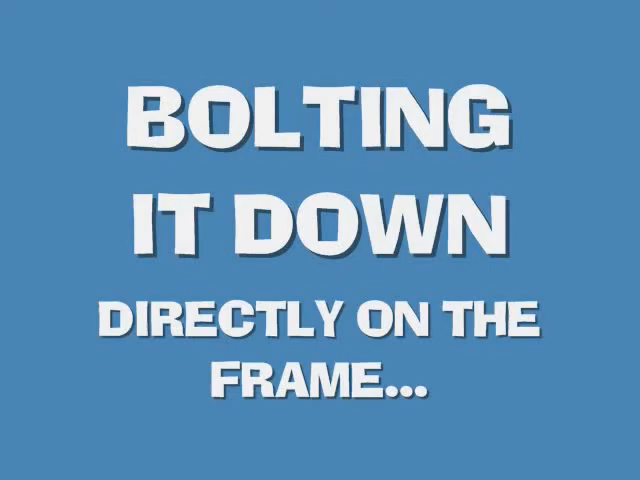 BOLTING
IT DOWN
DIRECTLY ON THE
FRAME...